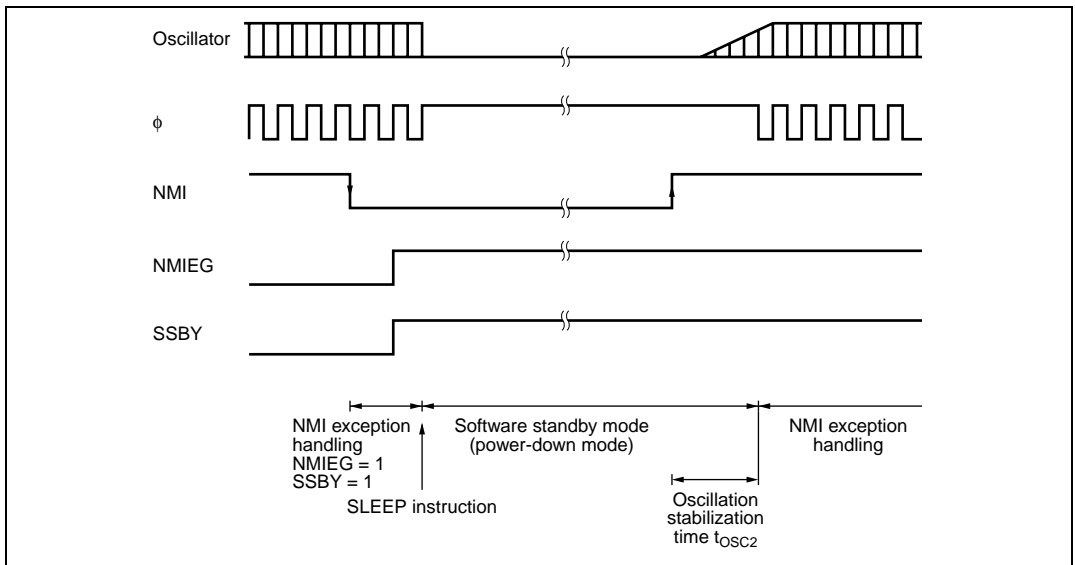 Oscillator
φ
NMI
NMIEG
SSBY
NMI exception
handling
NMIEG = 1
SSBY = 1
SLEEP instruction
Software standby mode
(power-down mode)
Oscillation
stabilization
time tOSC2
NMI exception
handling